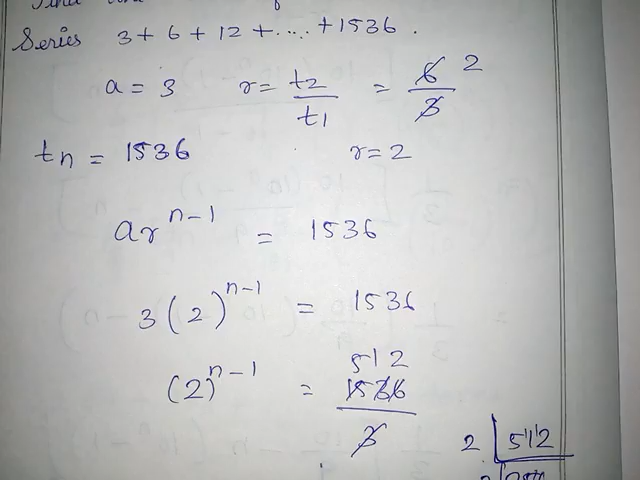 Series 3 + 6 + 12 + .... + 1536.
a = 3 r = t2/t1 = 6/3 2
tn = 1536 r = 2
ar^n-1 = 1536
3(2)^n-1 = 1536
(2)^n-1 = 1536/3 512
2 | 512